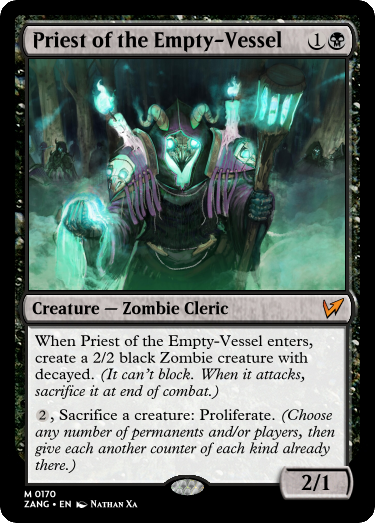 Priest of the Empty-Vessel 1
Creature — Zombie Cleric
When Priest of the Empty-Vessel enters,
create a 2/2 black Zombie creature with
decayed. (It can't block. When it attacks,
sacrifice it at end of combat.)
2, Sacrifice a creature: Proliferate. (Choose
any number of permanents and/or players, then
give each another counter of each kind already
there.)
2/1
M 0170
ZANG • EN Nathan Xa